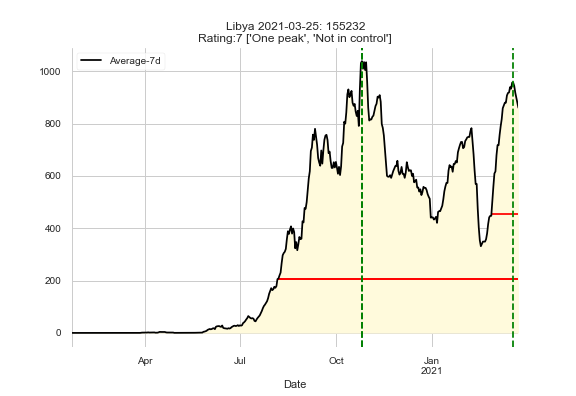 Libya 2021-03-25: 155232
Rating:7 ['One peak', 'Not in control']
Average-7d
1000
800
600
400
200
0
Apr
Jul
Oct
Jan
2021
Date